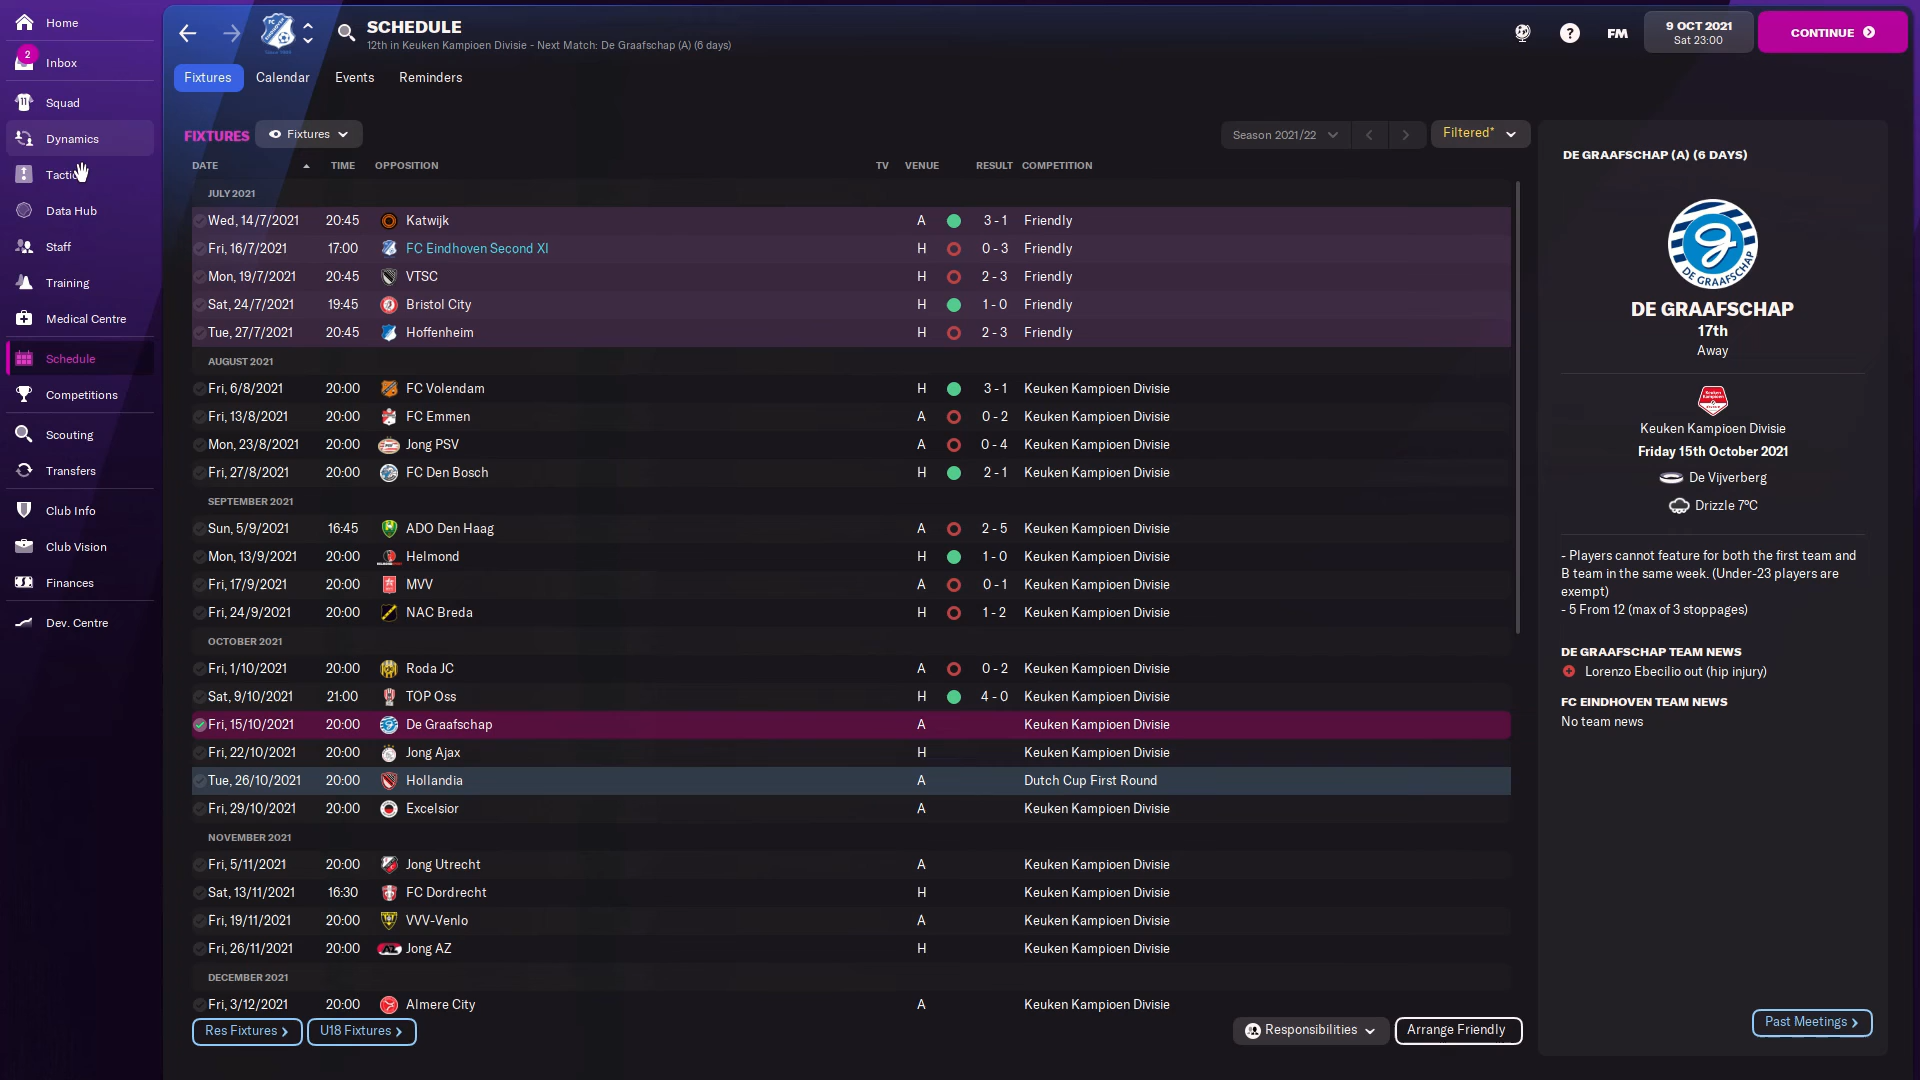 Home
2
Inbox
Squad
Dynamics
Data Hub
Staff
Training
Medical Centre
Schedule
Competitions
Scouting
Transfers
Club Info
Club Vision
Finances
Dev. Centre
SCHEDULE
12th in Keuken Kampioen Divisie - Next Match: De Graafschap (A) (6 days)
FM
9 OCT 2021
Sat 23:00
CONTINUE
Fixtures Calendar Events Reminders
FIXTURES Fixtures
Season 2021/22 Filtered*
DATE TIME OPPOSITION TV VENUE RESULT COMPETITION
JULY 2021
Wed, 14/7/2021 20:45 Katwijk A 3 - 1 Friendly
Fri, 16/7/2021 17:00 FC Eindhoven Second XI H 0 - 3 Friendly
Mon, 19/7/2021 20:45 VTSC H 2 - 3 Friendly
Sat, 24/7/2021 19:45 Bristol City H 1 - 0 Friendly
Tue, 27/7/2021 20:45 Hoffenheim H 2 - 3 Friendly
AUGUST 2021
Fri, 6/8/2021 20:00 FC Volendam H 3 - 1 Keuken Kampioen Divisie
Fri, 13/8/2021 20:00 FC Emmen A 0 - 2 Keuken Kampioen Divisie
Mon, 23/8/2021 20:00 Jong PSV A 0 - 4 Keuken Kampioen Divisie
Fri, 27/8/2021 20:00 FC Den Bosch H 2 - 1 Keuken Kampioen Divisie
SEPTEMBER 2021
Sun, 5/9/2021 16:45 ADO Den Haag A 2 - 5 Keuken Kampioen Divisie
Mon, 13/9/2021 20:00 Helmond H 1 - 0 Keuken Kampioen Divisie
Fri, 17/9/2021 20:00 MVV A 0 - 1 Keuken Kampioen Divisie
Fri, 24/9/2021 20:00 NAC Breda H 1 - 2 Keuken Kampioen Divisie
OCTOBER 2021
Fri, 1/10/2021 20:00 Roda JC A 0 - 2 Keuken Kampioen Divisie
Sat, 9/10/2021 21:00 TOP Oss H 4 - 0 Keuken Kampioen Divisie
Fri, 15/10/2021 20:00 De Graafschap A Keuken Kampioen Divisie
Fri, 22/10/2021 20:00 Jong Ajax H Keuken Kampioen Divisie
Tue, 26/10/2021 20:00 Hollandia A Dutch Cup First Round
Fri, 29/10/2021 20:00 Excelsior A Keuken Kampioen Divisie
NOVEMBER 2021
Fri, 5/11/2021 20:00 Jong Utrecht A Keuken Kampioen Divisie
Sat, 13/11/2021 16:30 FC Dordrecht H Keuken Kampioen Divisie
Fri, 19/11/2021 20:00 VVV-Venlo A Keuken Kampioen Divisie
Fri, 26/11/2021 20:00 Jong AZ H Keuken Kampioen Divisie
DECEMBER 2021
Fri, 3/12/2021 20:00 Almere City A Keuken Kampioen Divisie
Res Fixtures U18 Fixtures
Responsibilities Arrange Friendly
DE GRAAFSCHAP (A) (6 DAYS)
DE GRAAFSCHAP
DE GRAAFSCHAP
17th
Away
Keuken Kampioen Divisie
Friday 15th October 2021
De Vijverberg
Drizzle 7ºC
- Players cannot feature for both the first team and
B team in the same week. (Under-23 players are
exempt)
- 5 From 12 (max of 3 stoppages)
DE GRAAFSCHAP TEAM NEWS
Lorenzo Ebecilio out (hip injury)
FC EINDHOVEN TEAM NEWS
No team news
Past Meetings